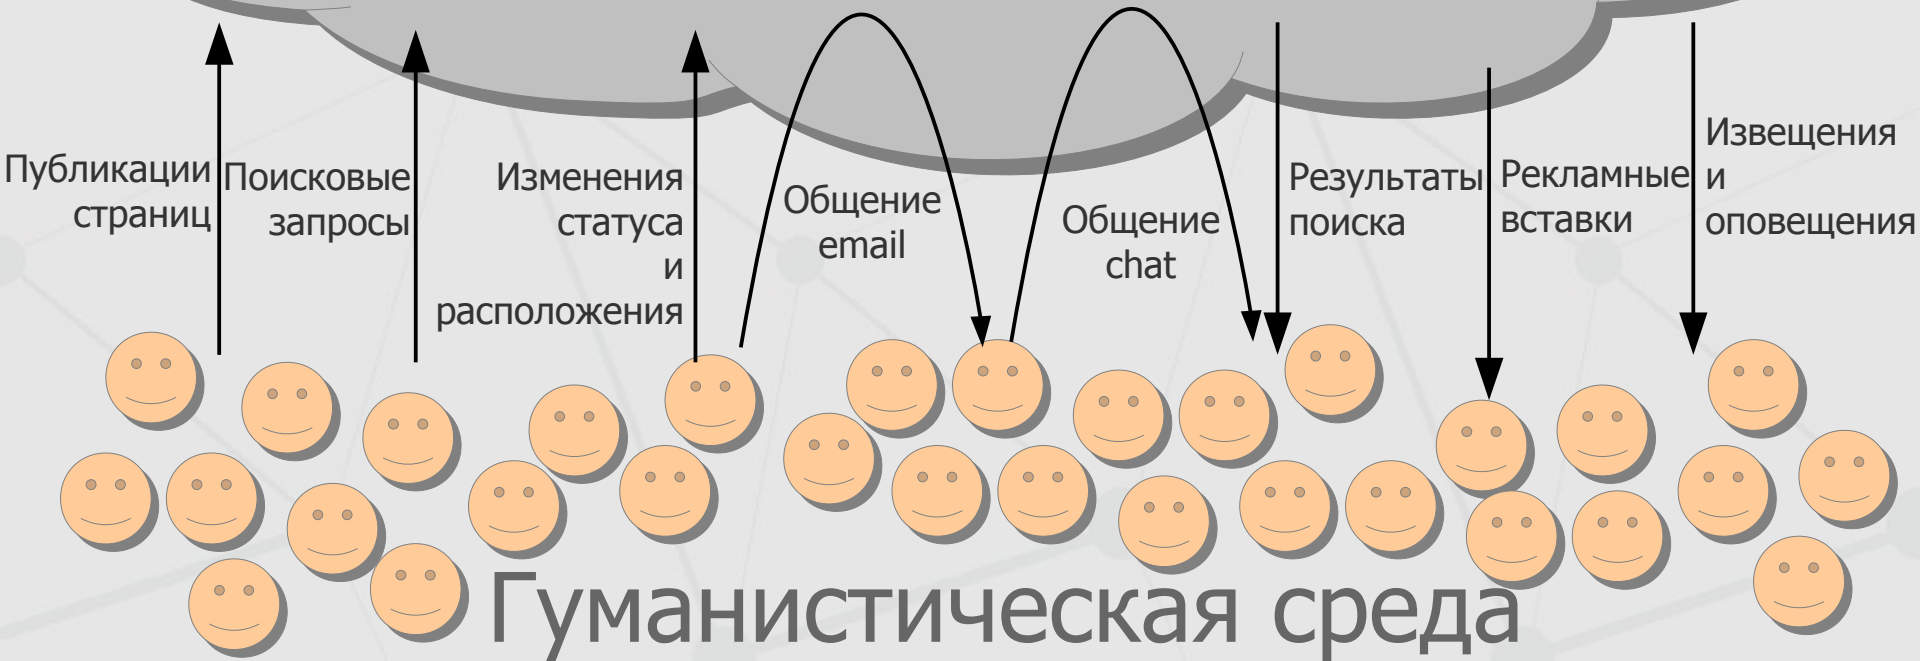 Публикации
страниц
Поисковые
запросы
Изменения
статуса
и
расположения
Общение
email
Общение
chat
Результаты
поиска
Рекламные
вставки
Извещения
и
оповещения
Гуманистическая среда